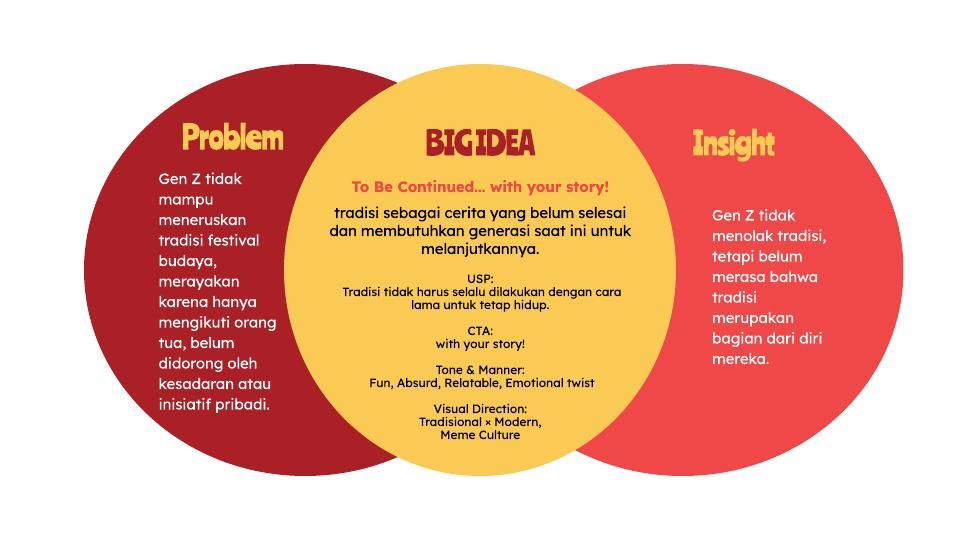 Problem
Gen Z tidak
mampu
meneruskan
tradisi festival
budaya,
merayakan
karena hanya
mengikuti orang
tua, belum
didorong oleh
kesadaran atau
inisiatif pribadi.
BIG IDEA
To Be Continued... with your story!
tradisi sebagai cerita yang belum selesai
dan membutuhkan generasi saat ini untuk
melanjutkannya.
USP:
Tradisi tidak harus selalu dilakukan dengan cara
lama untuk tetap hidup.
CTA:
with your story!
Tone & Manner:
Fun, Absurd, Relatable, Emotional twist
Visual Direction:
Tradisional × Modern,
Meme Culture
Insight
Gen Z tidak
menolak tradisi,
tetapi belum
merasa bahwa
tradisi
merupakan
bagian dari diri
mereka.